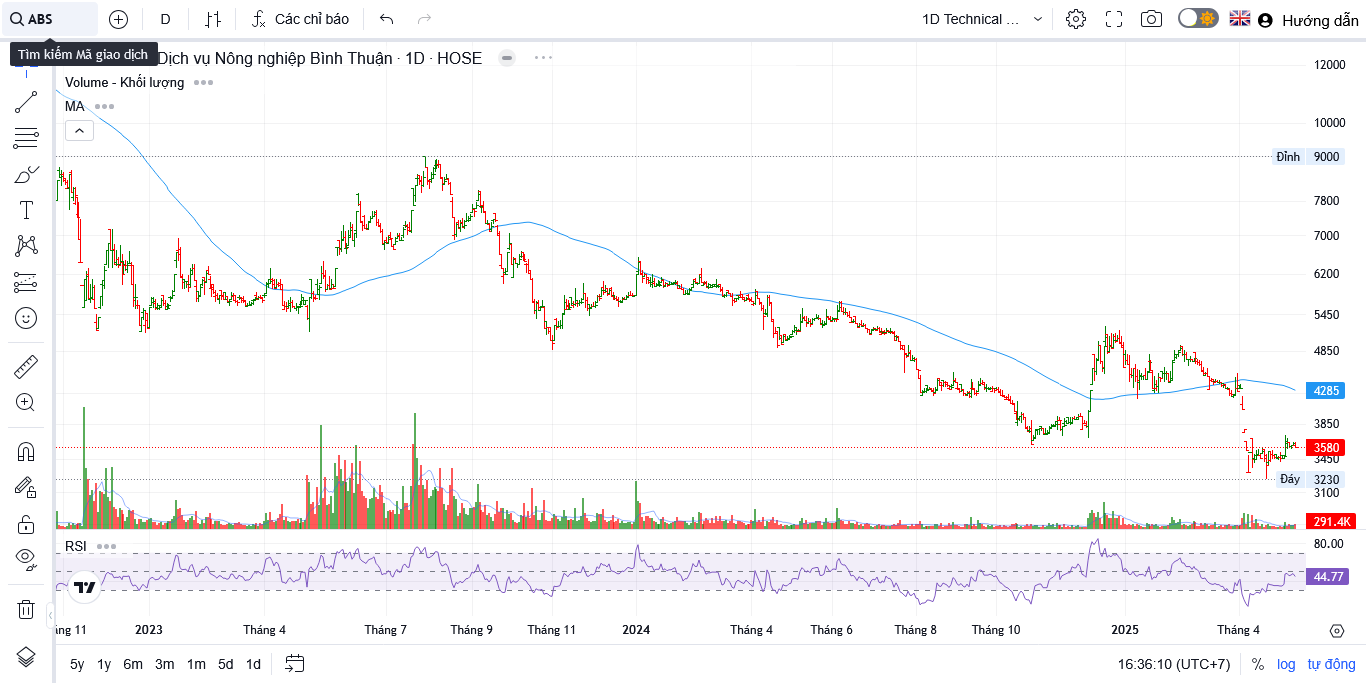 ABS
D
Các chỉ báo
1D Technical ...
Hướng dẫn
Tìm kiếm Mã giao dịch
Dịch vụ Nông nghiệp Bình Thuận · 1D · HOSE
Volume - Khối lượng
MA
12000
10000
Đỉnh 9000
7800
7000
6200
5450
4850
4285
3850
3580
3450
Đáy 3230
3100
291.4K
RSI
80.00
44.77
ng 11 2023 Tháng 4 Tháng 7 Tháng 9 Tháng 11 2024 Tháng 4 Tháng 6 Tháng 8 Tháng 10 2025 Tháng 4
5y 1y 6m 3m 1m 5d 1d
16:36:10 (UTC+7) % log tự động